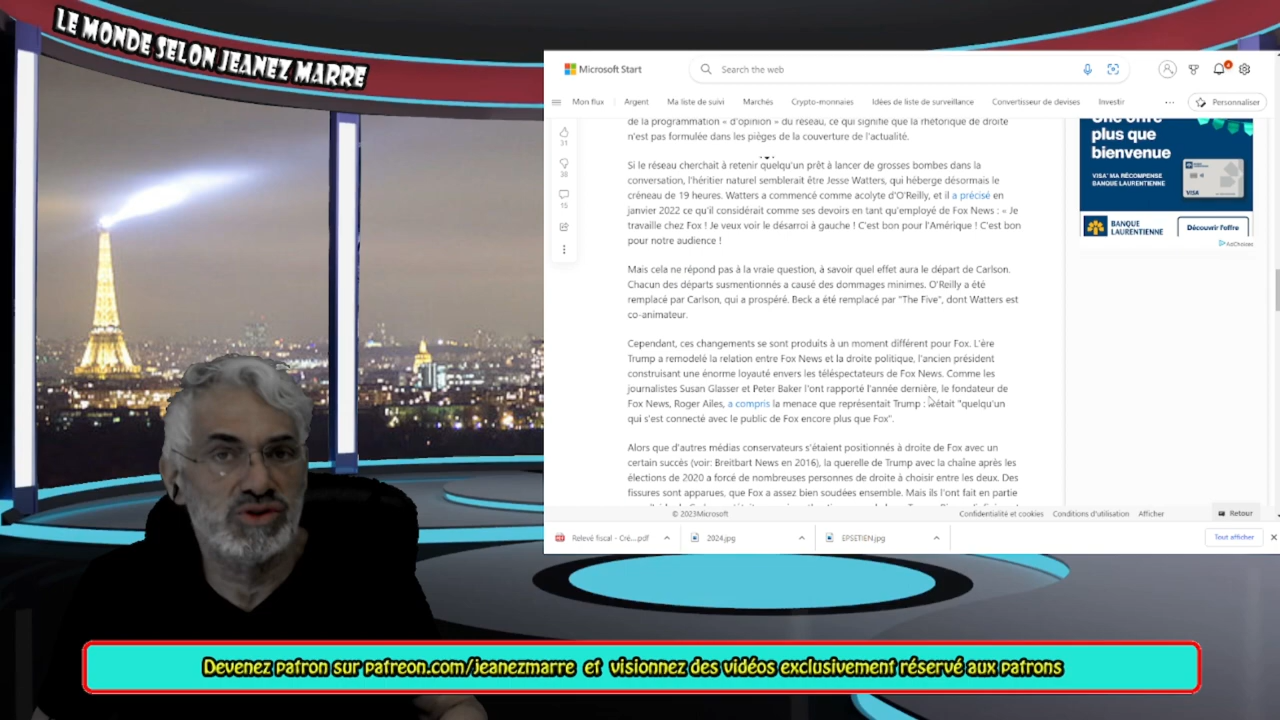 LE MONDE SELON JEANEZ MARRE
Microsoft Start
Search the web
Mon flux
Argent
Ma liste de suivi
Marchés
Crypto-monnaies
Idées de liste de surveillance
Convertisseur de devises
Investir
...
Personnaliser
de la programmation « d'opinion » du réseau, ce qui signifie que la rhétorique de droite
n'est pas formulée dans les pièges de la couverture de l'actualité.
31
38
15
Si le réseau cherchait à retenir quelqu'un prêt à lancer de grosses bombes dans la
conversation, l'héritier naturel semblerait être Jesse Watters, qui héberge désormais le
créneau de 19 heures. Watters a commencé comme acolyte d'O'Reilly, et il a précisé en
janvier 2022 ce qu'il considérait comme ses devoirs en tant qu'employé de Fox News : « Je
travaille chez Fox ! Je veux voir le désarroi à gauche ! C'est bon pour l'Amérique ! C'est bon
pour notre audience !
Mais cela ne répond pas à la vraie question, à savoir quel effet aura le départ de Carlson.
Chacun des départs susmentionnés a causé des dommages minimes. O'Reilly a été
remplacé par Carlson, qui a prospéré. Beck a été remplacé par "The Five", dont Watters est
co-animateur.
Cependant, ces changements se sont produits à un moment différent pour Fox. L'ère
Trump a remodelé la relation entre Fox News et la droite politique, l'ancien président
construisant une énorme loyauté envers les téléspectateurs de Fox News. Comme les
journalistes Susan Glasser et Peter Baker l'ont rapporté l'année dernière, le fondateur de
Fox News, Roger Ailes, a compris la menace que représentait Trump : c'était "quelqu'un
qui s'est connecté avec le public de Fox encore plus que Fox".
Alors que d'autres médias conservateurs s'étaient positionnés à droite de Fox avec un
certain succès (voir: Breitbart News en 2016), la querelle de Trump avec la chaîne après les
élections de 2020 a forcé de nombreuses personnes de droite à choisir entre les deux. Des
fissures sont apparues, que Fox a assez bien soudées ensemble. Mais ils l'ont fait en partie
plus que
bienvenue
VISA* MA RÉCOMPENSE
BANQUE LAURENTIENNE
VISA
BANQUE
LAURENTIENNE
Découvrir l'offre
AdChoices
© 2023Microsoft
Confidentialité et cookies
Conditions d'utilisation
Afficher
Retour
Relevé fiscal - Cré....pdf
2024.jpg
EPSETIEN.jpg
Tout afficher
Devenez patron sur patreon.com/jeanezmarre et visionnez des vidéos exclusivement réservé aux patrons